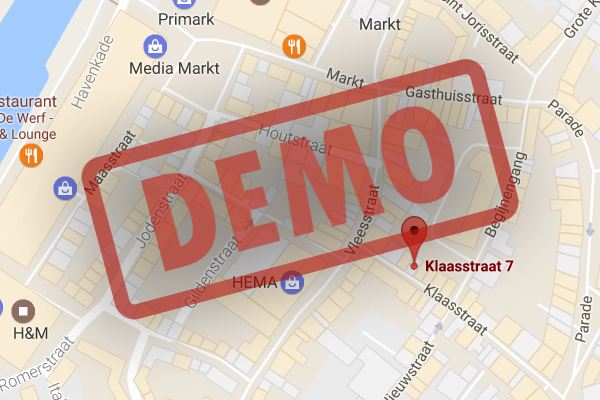 Primark
Markt
Sint Jorisstraat
Grote K
Media Markt
Havenkade
Markt
Gasthuisstraat
Parade
staurant
De Werf -
& Lounge
Houtstraat
Maasstraat
DEMO
Jodenstraat
Vleesstraat
Begijnengang
Gildenstraat
Klaasstraat 7
HEMA
Klaasstraat
Parade
H&M
Romerstraat
Nieuwstraat
Ita